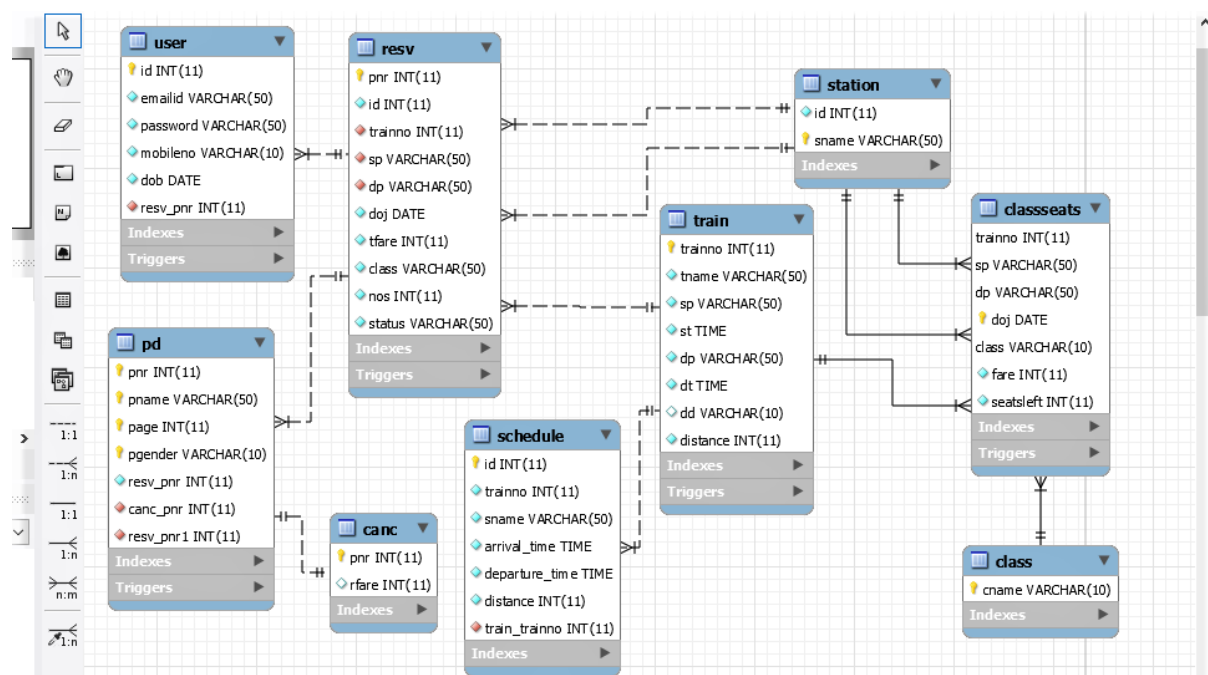 user
id INT(11)
emailid VARCHAR(50)
password VARCHAR(50)
mobileno VARCHAR(10)
dob DATE
resv_pnr INT(11)
Indexes
Triggers
resv
pnr INT(11)
id INT(11)
trainno INT(11)
sp VARCHAR(50)
dp VARCHAR(50)
doj DATE
tfare INT(11)
class VARCHAR(50)
nos INT(11)
status VARCHAR(50)
Indexes
Triggers
station
id INT(11)
sname VARCHAR(50)
Indexes
train
trainno INT(11)
tname VARCHAR(50)
sp VARCHAR(50)
st TIME
dp VARCHAR(50)
dt TIME
dd VARCHAR(10)
distance INT(11)
Indexes
Triggers
classseats
trainno INT(11)
sp VARCHAR(50)
dp VARCHAR(50)
doj DATE
class VARCHAR(10)
fare INT(11)
seatsleft INT(11)
Indexes
Triggers
pd
pnr INT(11)
pname VARCHAR(50)
page INT(11)
pgender VARCHAR(10)
resv_pnr INT(11)
canc_pnr INT(11)
resv_pnr1 INT(11)
Indexes
Triggers
canc
pnr INT(11)
rfare INT(11)
Indexes
schedule
id INT(11)
trainno INT(11)
sname VARCHAR(50)
arrival_time TIME
departure_time TIME
distance INT(11)
train_trainno INT(11)
Indexes
class
cname VARCHAR(10)
Indexes
1:1
1:n
1:1
1:n
n:m
1:n